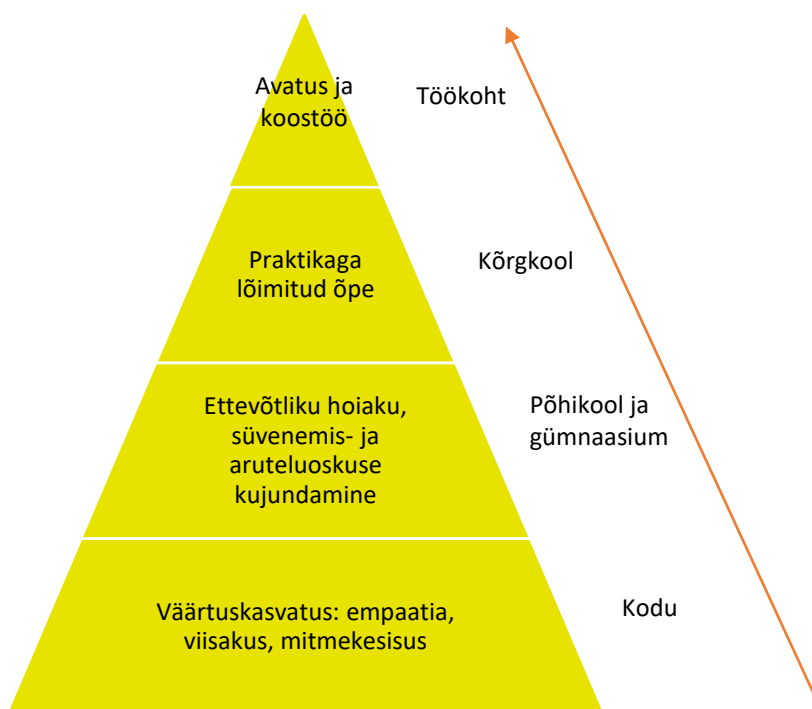 Avatus ja
koostöö
Töökoht
Praktikaga
lõimitud õpe
Kõrgkool
Ettevõtliku hoiaku,
süvenemis- ja
aruteluoskuse
kujundamine
Põhikool ja
gümnaasium
Väärtuskasvatus: empaatia,
viisakus, mitmekesisus
Kodu